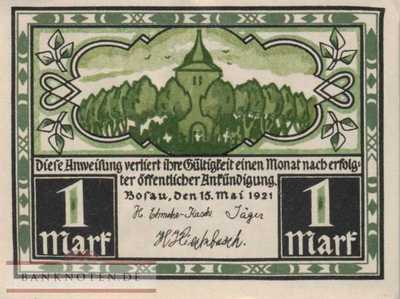 Diese Anweisung verliert ihre Gültigkeit einen Monat nach erfolg-
ter öffentlicher Ankündigung.
Bosau, den 15. Mai 1921
1 Mark
Jäger
1 Mark
BANKNOTEN.DE